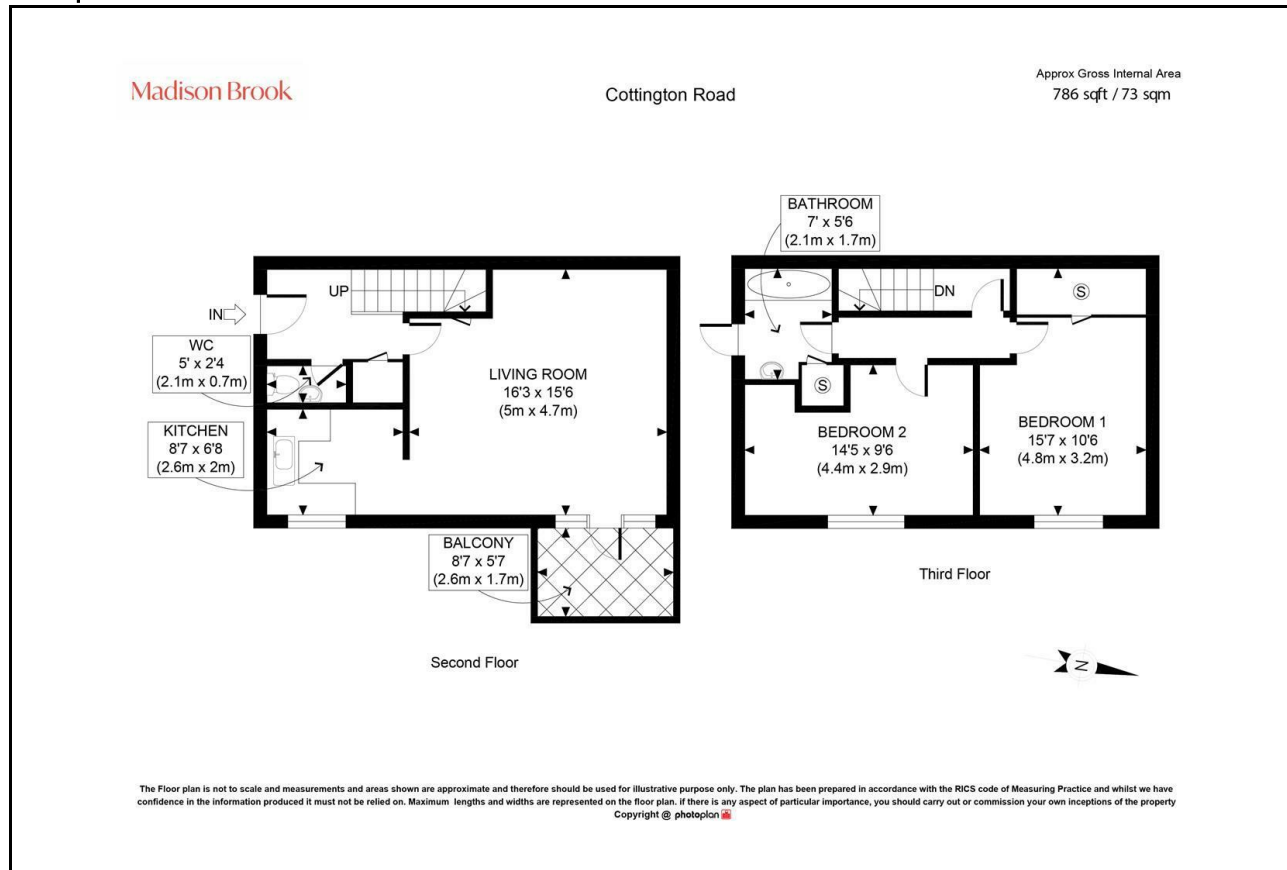 Madison Brook
Cottington Road
Approx Gross Internal Area
786 sqft / 73 sqm
BATHROOM
7' x 5'6
(2.1m x 1.7m)
UP
IN
WC
5' x 2'4
(2.1m x 0.7m)
KITCHEN
8'7 x 6'8
(2.6m x 2m)
LIVING ROOM
16'3 x 15'6
(5m x 4.7m)
BALCONY
8'7 x 5'7
(2.6m x 1.7m)
Second Floor
DN
S
S
BEDROOM 2
14'5 x 9'6
(4.4m x 2.9m)
BEDROOM 1
15'7 x 10'6
(4.8m x 3.2m)
Third Floor
N
The Floor plan is not to scale and measurements and areas shown are approximate and therefore should be used for illustrative purpose only. The plan has been prepared in accordance with the RICS code of Measuring Practice and whilst we have
confidence in the information produced it must not be relied on. Maximum lengths and widths are represented on the floor plan. if there is any aspect of particular importance, you should carry out or commission your own inceptions of the property
Copyright @ photoplan